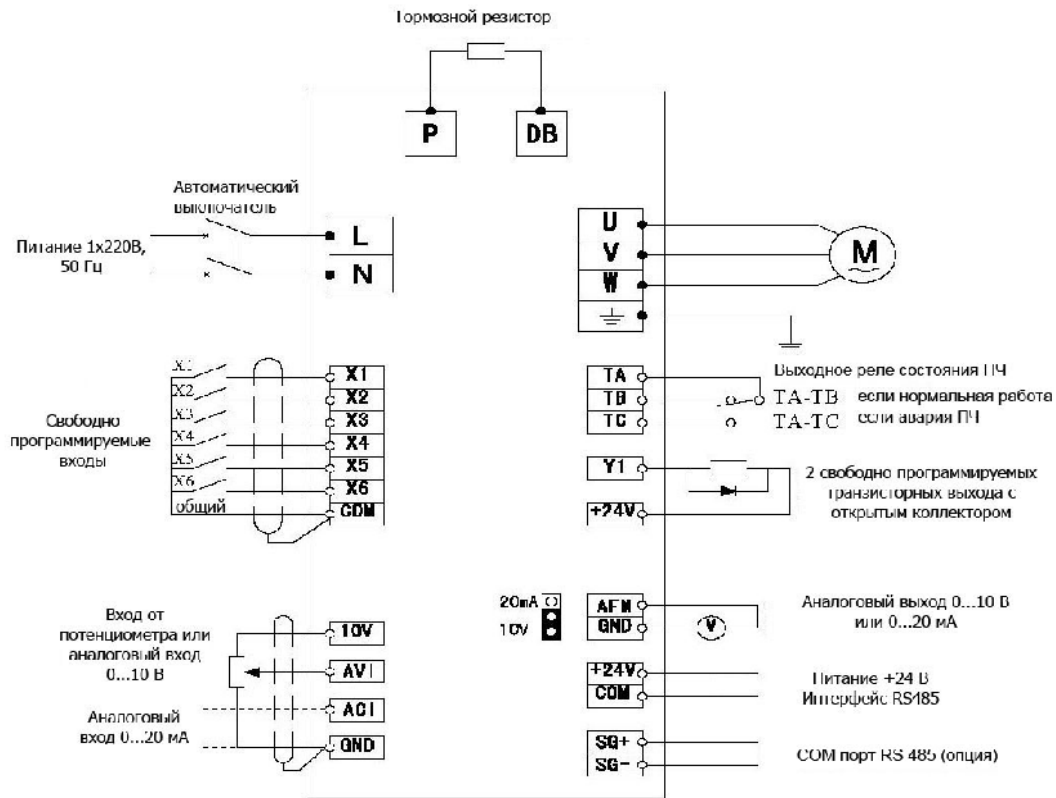 Тормозной резистор
P
DB
Автоматический
выключатель
Питание 1x220В,
50 Гц
L
N
U
V
W
M
X1
X2
X3
X4
X5
X6
общий
Свободно
программируемые
входы
X1
X2
X3
X4
X5
X6
COM
TA
TB
TC
Выходное реле состояния ПЧ
TA-TB если нормальная работа
TA-TC если авария ПЧ
Y1
+24V
2 свободно программируемых
транзисторных выхода с
открытым коллектором
Вход от
потенциометра или
аналоговый вход
0...10 В
Аналоговый
вход 0...20 мА
10V
AVI
ACI
GND
20mA
10V
AFM
GND
V
Аналоговый выход 0...10 В
или 0...20 мА
+24V
COM
Питание +24 В
Интерфейс RS485
SG+
SG-
COM порт RS 485 (опция)